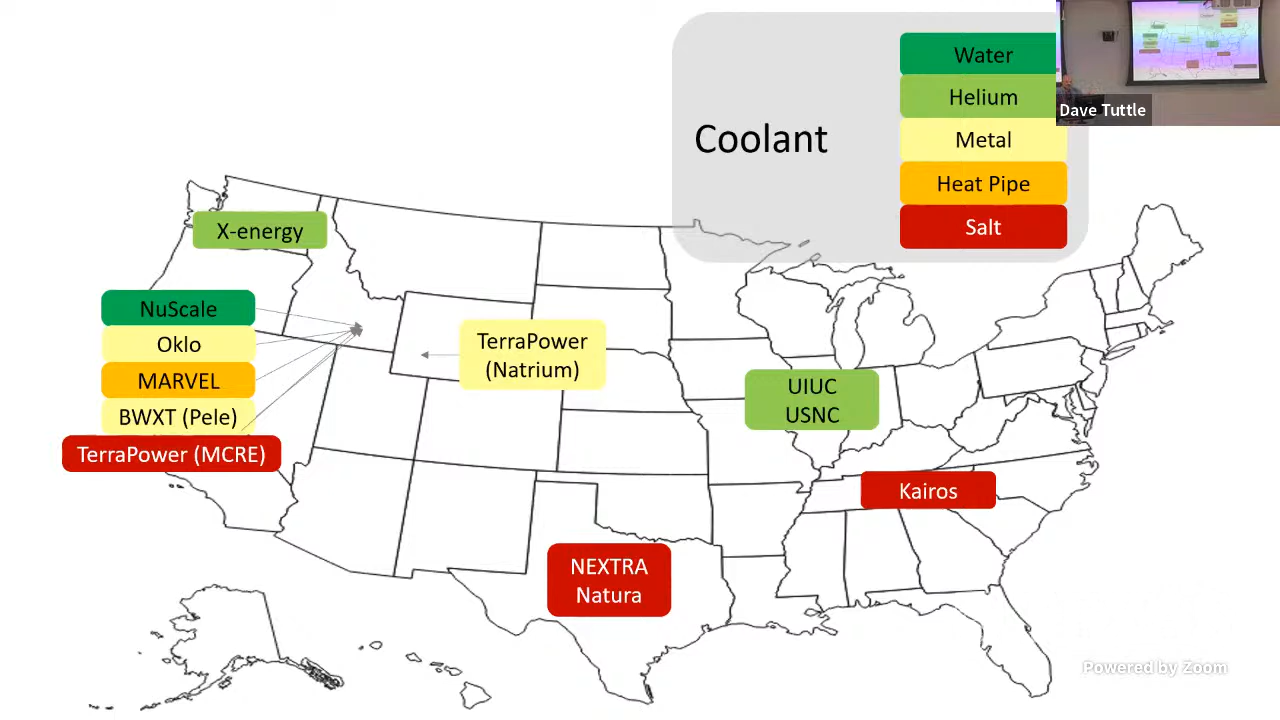 Water
Helium
Coolant
Metal
Heat Pipe
Salt
Dave Tuttle
X-energy
NuScale
Oklo
MARVEL
BWXT (Pele)
TerraPower (MCRE)
TerraPower
(Natrium)
UIUC
USNC
Kairos
NEXTRA
Natura
Powered by Zoom